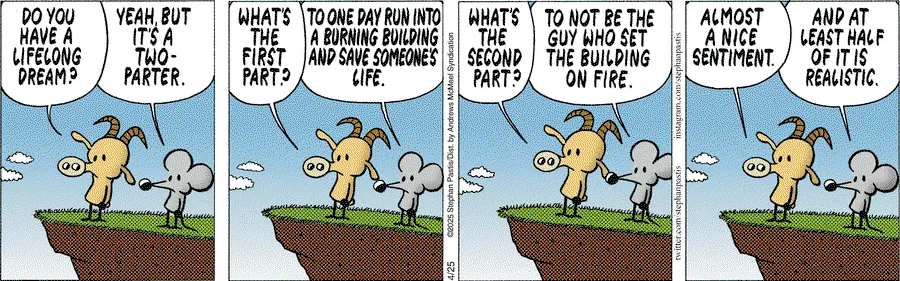 DO YOU
HAVE A
LIFELONG
DREAM?
YEAH, BUT
IT'S A
TWO-
PARTER.
WHAT'S
THE
FIRST
PART?
TO ONE DAY RUN INTO
A BURNING BUILDING
AND SAVE SOMEONE'S
LIFE.
4/25 ©2025 Stephan Pastis/Dist. by Andrews McMeel Syndication
WHAT'S
THE
SECOND
PART?
TO NOT BE THE
GUY WHO SET
THE BUILDING
ON FIRE.
twitter.com/stephanpastis instagram.com/stephanpastis
ALMOST
A NICE
SENTIMENT.
AND AT
LEAST HALF
OF IT IS
REALISTIC.